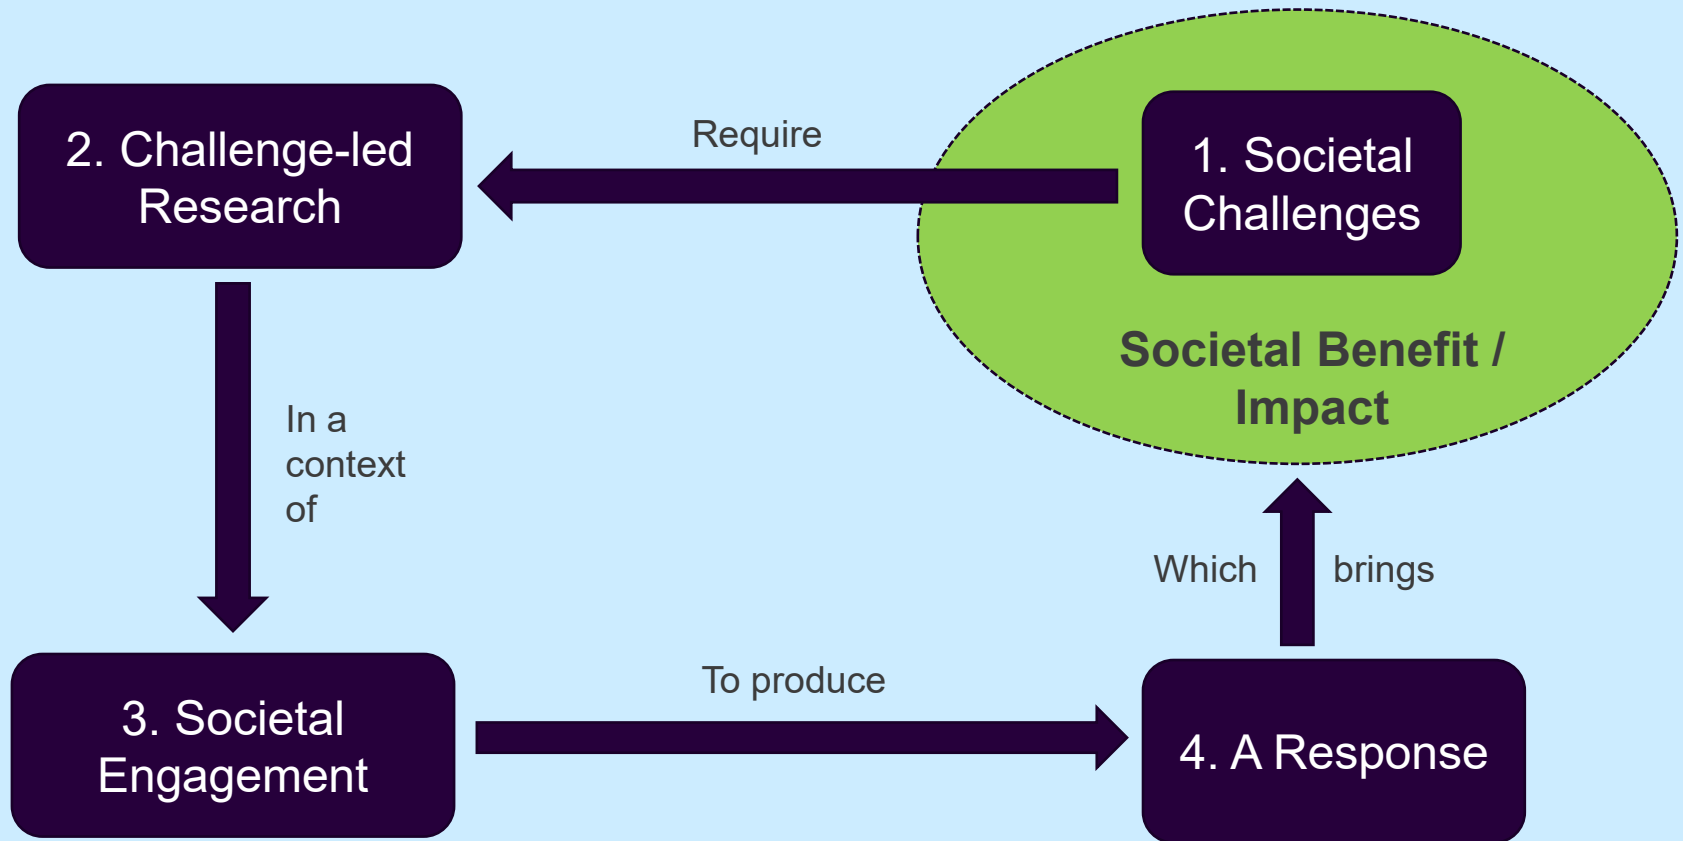 1. Societal
Challenges
Societal Benefit /
Impact
Require
2. Challenge-led
Research
In a
context
of
3. Societal
Engagement
To produce
4. A Response
Which brings